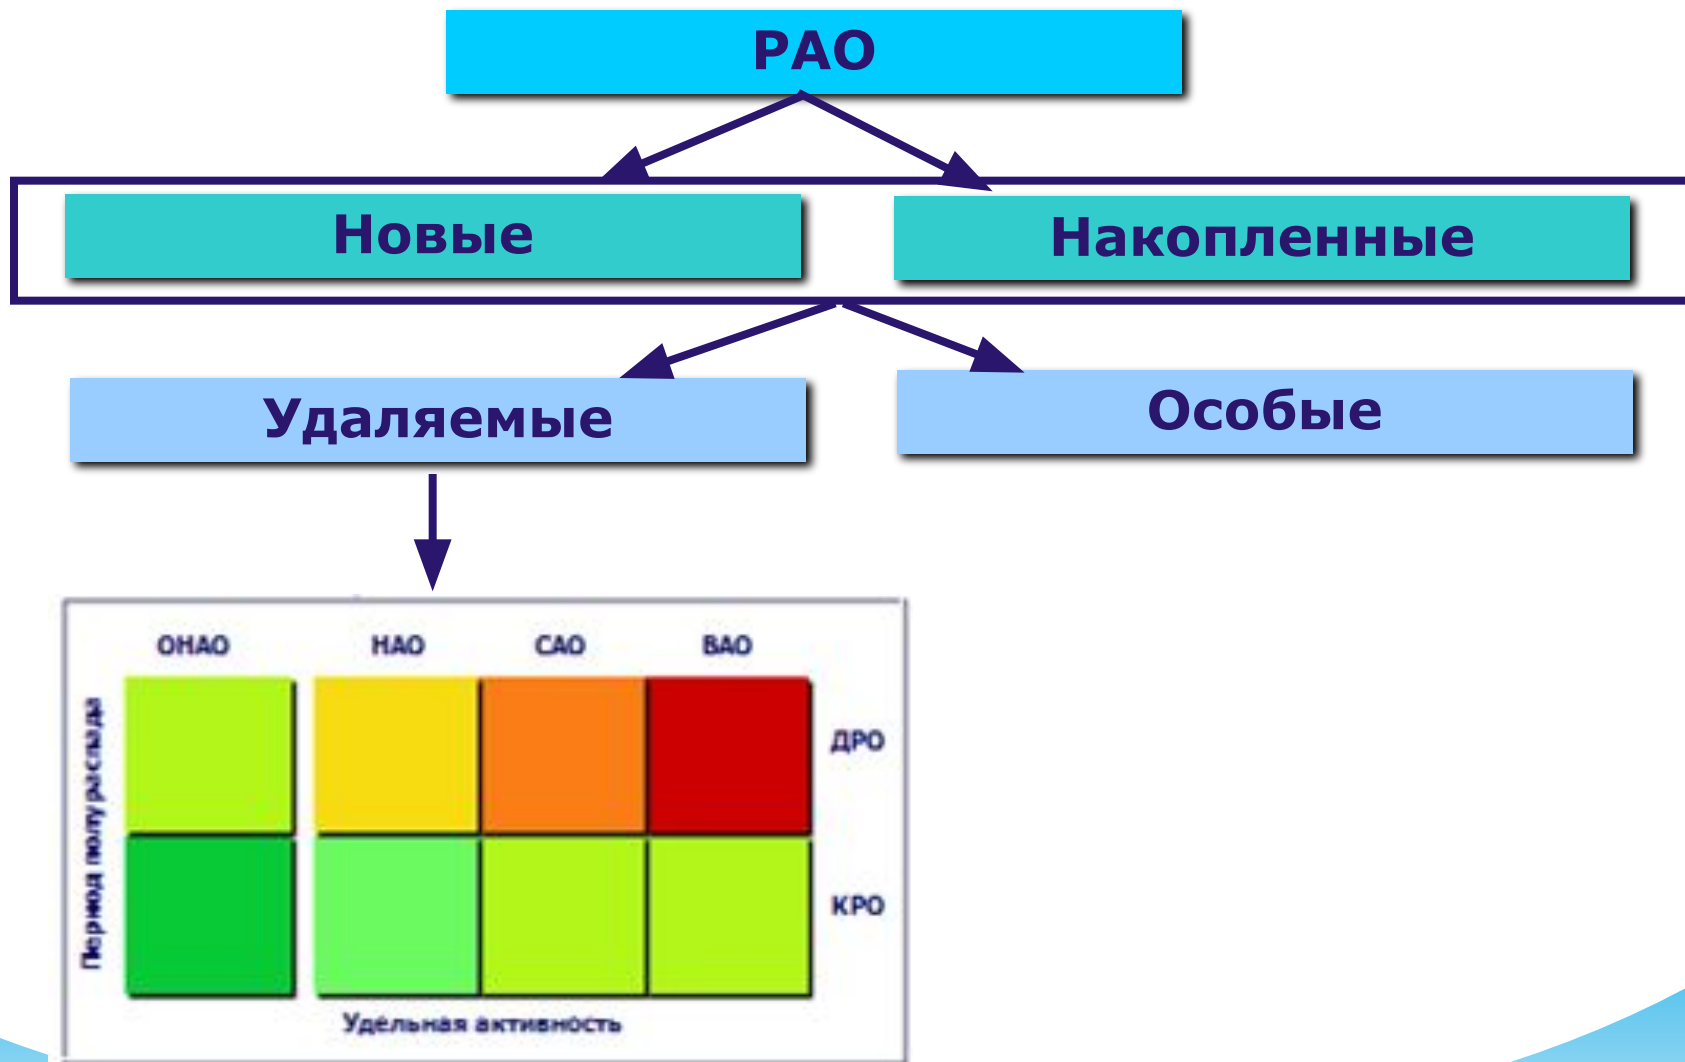 РАО
Новые
Накопленные
Удаляемые
Особые
ОНАО НАО САО ВАО
Период полураспада
ДРО
КРО
Удельная активность